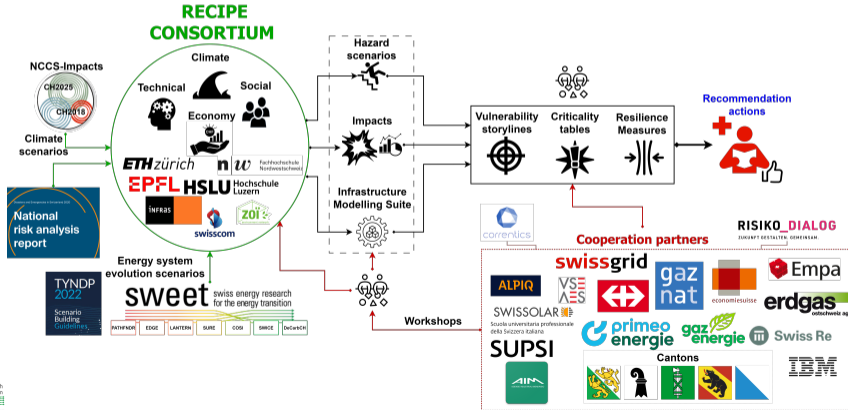 RECIPE
CONSORTIUM
NCCS-Impacts
CH2025
CH2018
Climate
scenarios
National
risk analysis
report
Climate
Technical
Social
Economy
ETH zürich
n w
Fachhochschule
Nordwestschweiz
EPFL
HSLU Hochschule
Luzern
infras
swisscom
zoï
Energy system
evolution scenarios
TYNDP
2022
Scenario
Building
Guidelines
sweet swiss energy research
for the energy transition
PATHFNDR
EDGE
LANTERN
SURE
COSI
SWICE
DeCarbCH
Hazard
scenarios
Impacts
Infrastructure
Modelling Suite
Vulnerability
storylines
Criticality
tables
Resilience
Measures
Recommendation
actions
Workshops
correntics
Cooperation partners
RISIKO_DIALOG
ZUKUNFT GESTALTEN. GEMEINSAM.
ALPIQ
swissgrid
VSE
AES
gaz
nat
economiesuisse
Empa
SWISSOLAR
erdgas
ostschweiz ag
Scuola universitaria professionale
della Svizzera italiana
SUPSI
primeo
energie
gaz
energie
Swiss Re
AIM
Cantons
IBM